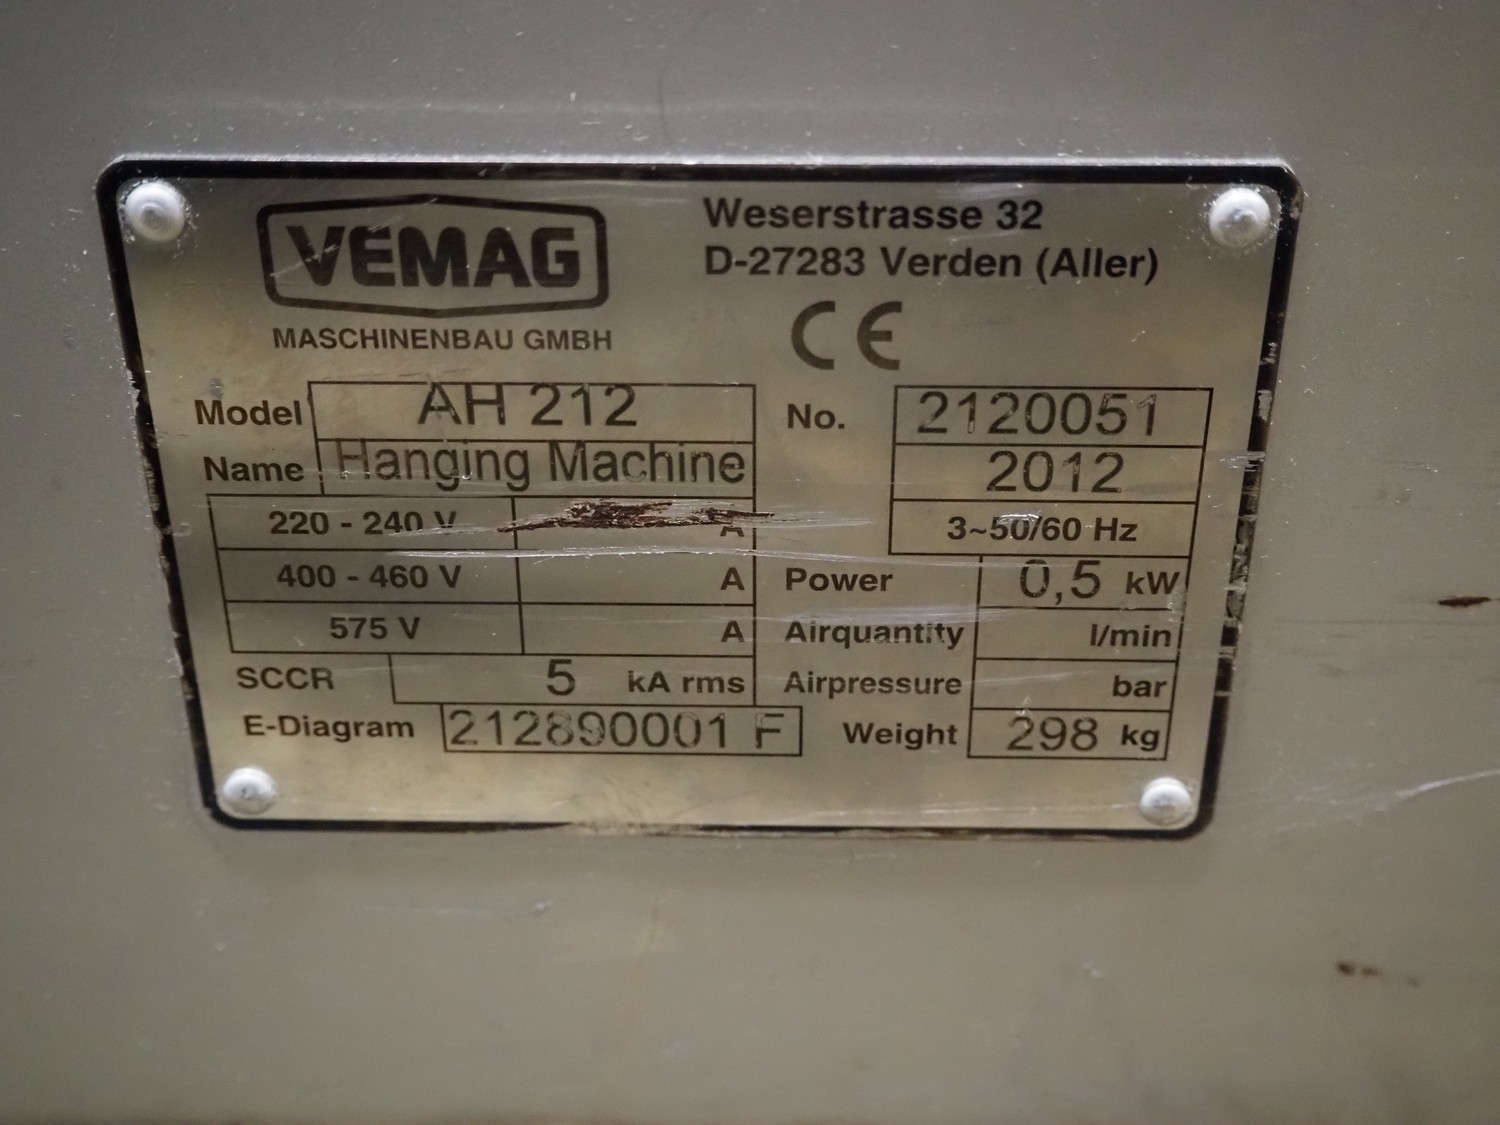 VEMAG
MASCHINENBAU GMBH
Weserstrasse 32
D-27283 Verden (Aller)
CE
Model AH 212
Name Hanging Machine
220 - 240 V A
400 - 460 V A
575 V A
SCCR 5 kA rms
E-Diagram 212890001 F
No. 2120051
2012
3~50/60 Hz
Power 0,5 kW
Airquantity l/min
Airpressure bar
Weight 298 kg